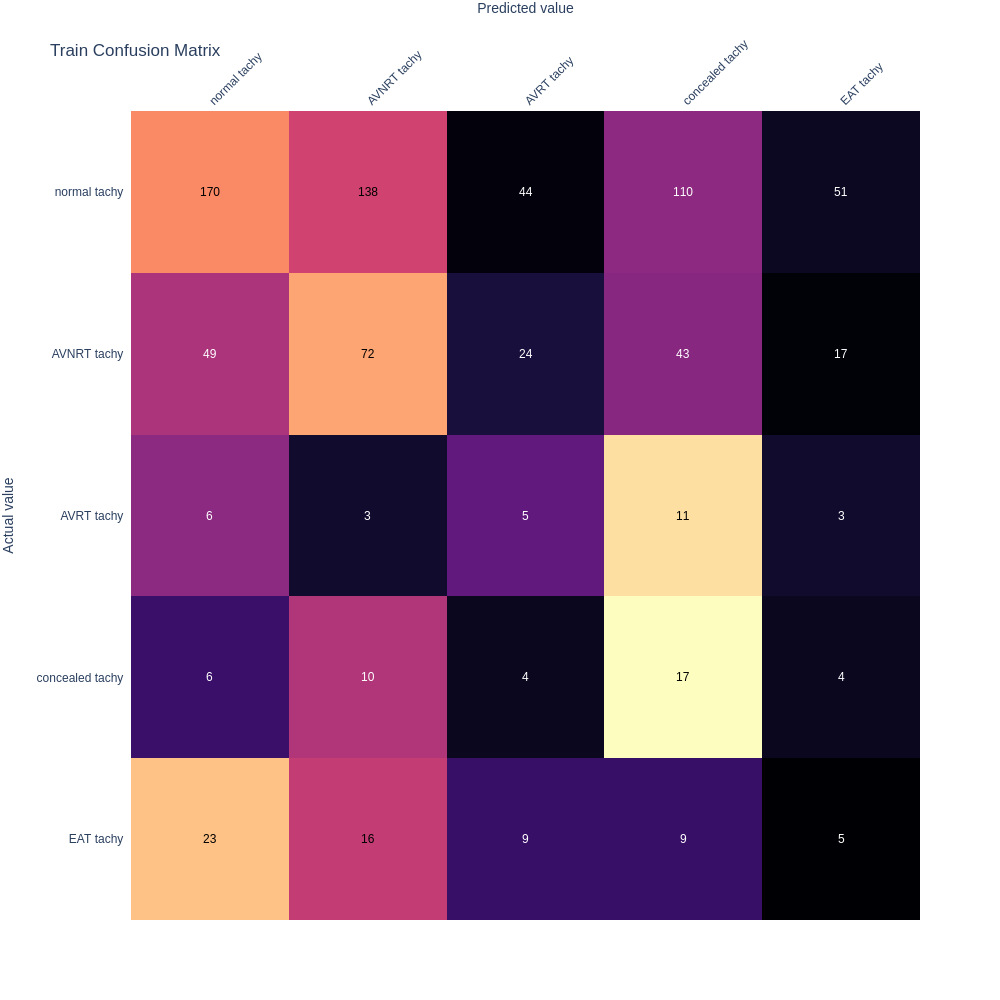 Predicted value
Train Confusion Matrix
normal tachy AVNRT tachy AVRT tachy concealed tachy EAT tachy
normal tachy 170 138 44 110 51
AVNRT tachy 49 72 24 43 17
AVRT tachy 6 3 5 11 3
concealed tachy 6 10 4 17 4
EAT tachy 23 16 9 9 5
Actual value